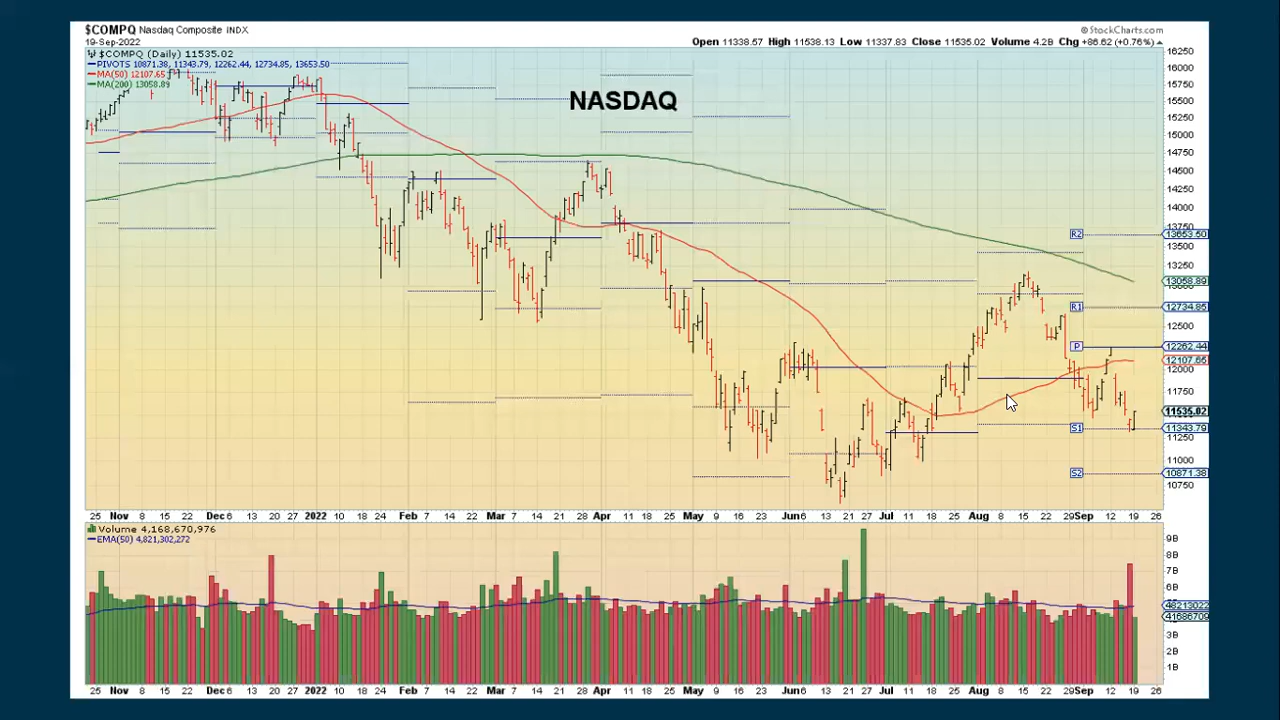 $COMPQ Nasdaq Composite INDX
© StockCharts.com
19-Sep-2022
Open 11338.57 High 11538.13 Low 11337.83 Close 11535.02 Volume 4.2B Chg +86.62 (+0.76%)
$COMPQ (Daily) 11535.02
PIVOTS 10871.38, 11343.79, 12262.44, 12734.85, 13653.50
MA(50) 12107.65
MA(200) 13058.89
NASDAQ
16250
16000
15750
15500
15250
15000
14750
14500
14250
14000
13750
R2 13653.50
13500
13250
13058.89
13000
R1 12734.85
12500
P 12262.44
12107.65
12000
11750
11535.02
S1 11343.79
11250
11000
S2 10871.38
10750
25 Nov 8 15 22 Dec 6 13 20 27 2022 10 18 24 Feb 7 14 22 Mar 7 14 21 28 Apr 11 18 25 May 9 16 23 Jun 6 13 21 27 Jul 11 18 25 Aug 8 15 22 29 Sep 12 19 26
Volume 4,168,670,976
EMA(50) 4,821,302,272
9B
8B
7B
6B
48213022
41686709
3B
2B
1B
25 Nov 8 15 22 Dec 6 13 20 27 2022 10 18 24 Feb 7 14 22 Mar 7 14 21 28 Apr 11 18 25 May 9 16 23 Jun 6 13 21 27 Jul 11 18 25 Aug 8 15 22 29 Sep 12 19 26